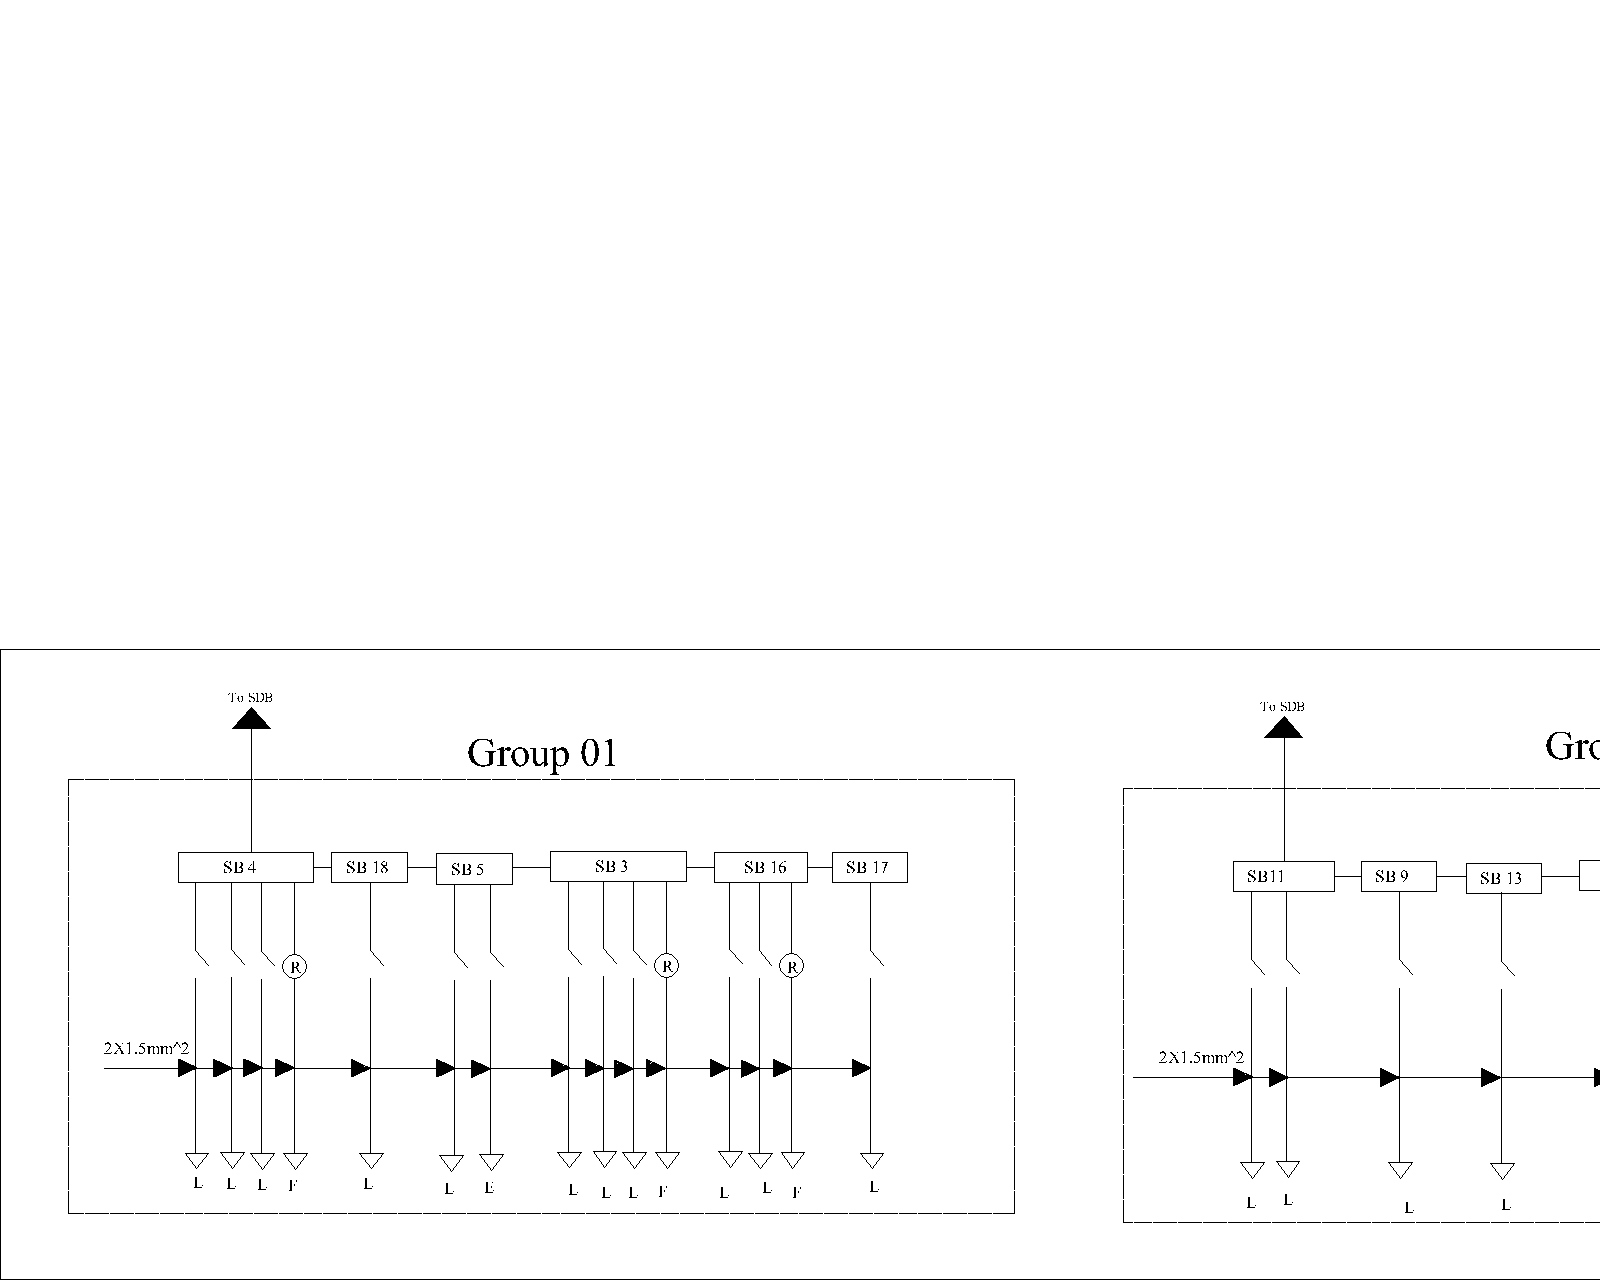 To SDB
Group 01
SB 4 SB 18 SB 5 SB 3 SB 16 SB 17
R R R
2X1.5mm^2
L L L F L L E L L L F L L F L
To SDB
Gro
SB11 SB 9 SB 13
2X1.5mm^2
L L L L